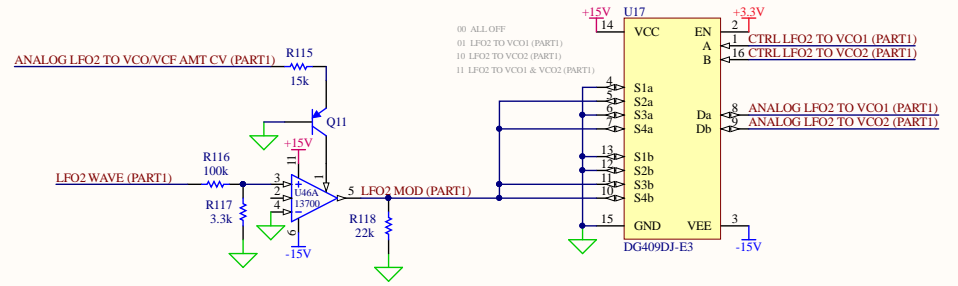 +15V
U17
+3.3V
14
VCC
EN
2
00 ALL OFF
01 LFO2 TO VCO1 (PART1)
10 LFO2 TO VCO2 (PART1)
11 LFO2 TO VCO1 & VCO2 (PART1)
A
1
CTRL LFO2 TO VCO1 (PART1)
B
16
CTRL LFO2 TO VCO2 (PART1)
ANALOG LFO2 TO VCO/VCF AMT CV (PART1)
R115
15k
4
S1a
5
S2a
6
S3a
7
S4a
Da
8
ANALOG LFO2 TO VCO1 (PART1)
Db
9
ANALOG LFO2 TO VCO2 (PART1)
Q11
+15V
11
1
13
S1b
12
S2b
11
S3b
10
S4b
R116
100k
LFO2 WAVE (PART1)
3
+
2
4
−
U46A
13700
5
LFO2 MOD (PART1)
6
-15V
R117
3.3k
R118
22k
15
GND
VEE
3
-15V
DG409DJ-E3